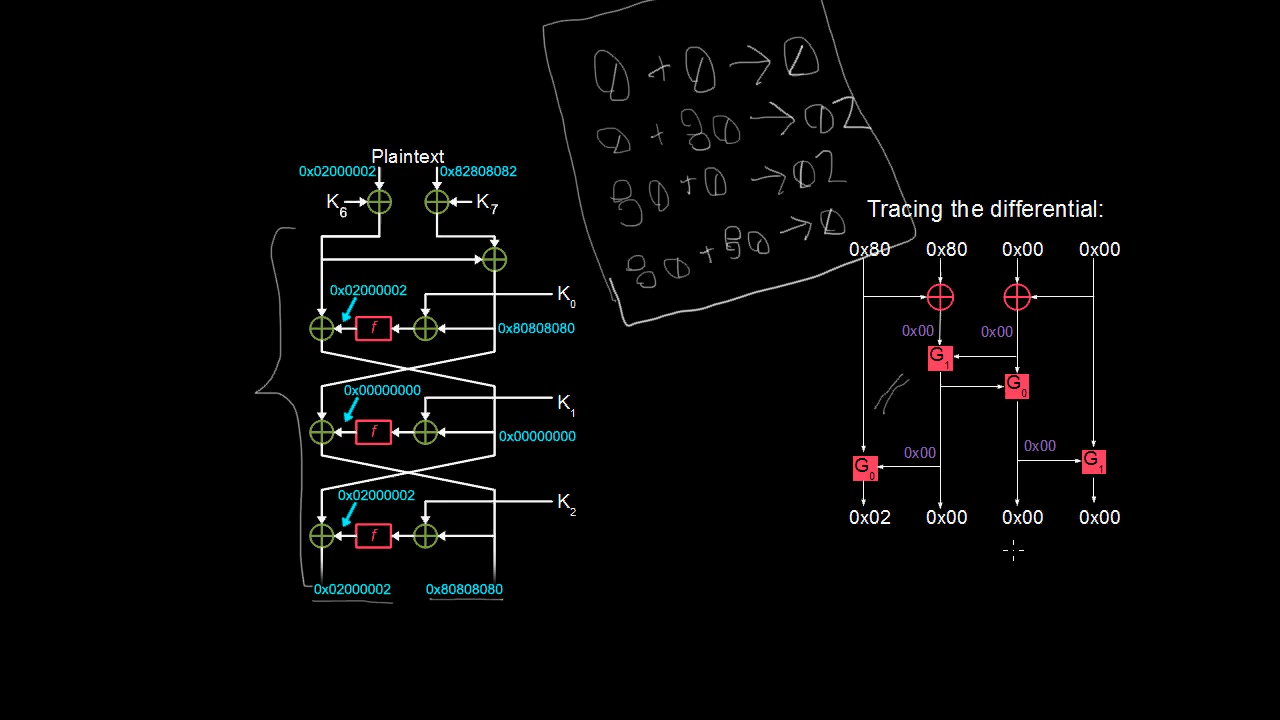 0 + 0 → 0
0 + 80 → 02
80 + 0 → 02
80 + 80 → 0
Plaintext
0x02000002 0x82808082
K6 K7
0x02000002 K0
f 0x80808080
0x00000000 K1
f 0x00000000
0x02000002 K2
f
0x02000002 0x80808080
Tracing the differential:
0x80 0x80 0x00 0x00
0x00 0x00
G1
G0
0x00 0x00
G0 G1
0x02 0x00 0x00 0x00